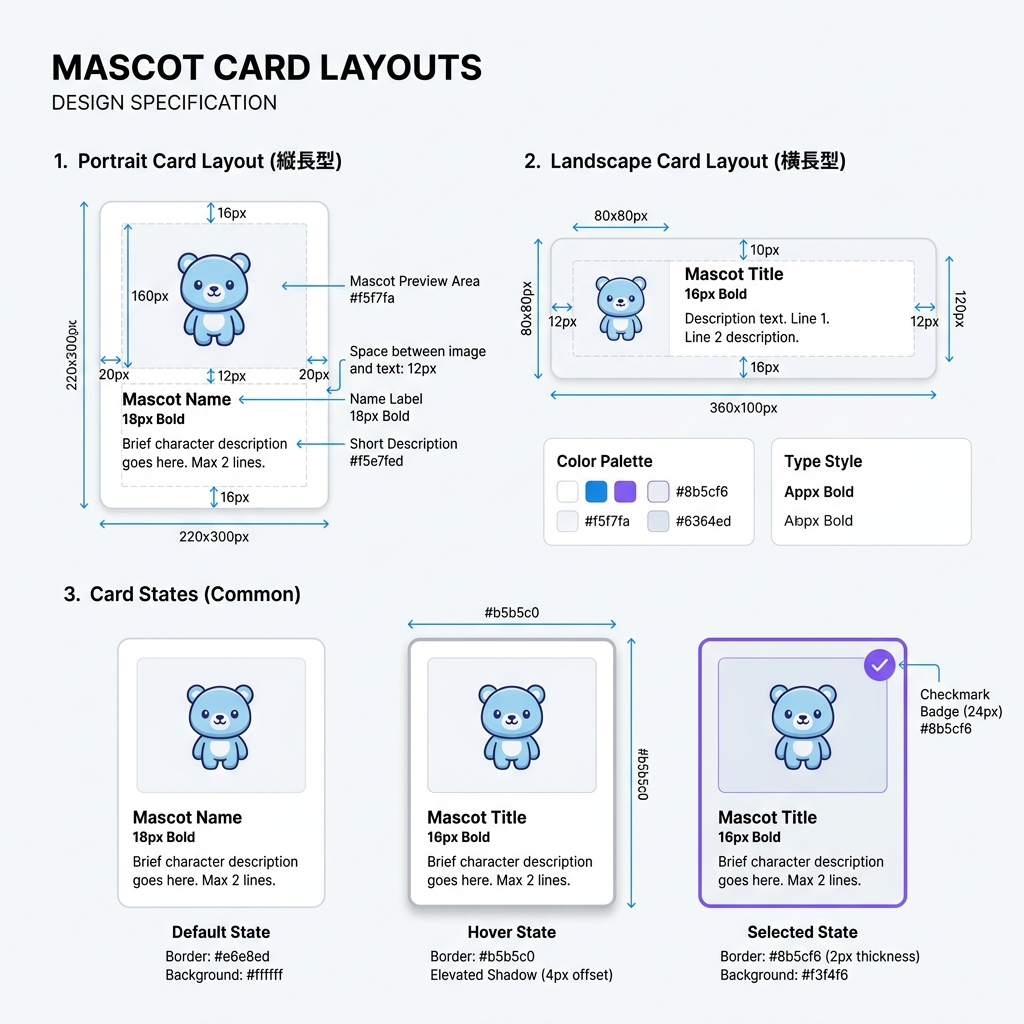 MASCOT CARD LAYOUTS
DESIGN SPECIFICATION
1. Portrait Card Layout (縦長型)
16px
160px
220x300px
20px
12px
20px
Mascot Name
18px Bold
Brief character description
goes here. Max 2 lines.
16px
220x300px
Mascot Preview Area
#f5f7fa
Space between image
and text: 12px
Name Label
18px Bold
Short Description
#f5e7fed
2. Landscape Card Layout (横長型)
80x80px
10px
80x80px
12px
Mascot Title
16px Bold
Description text. Line 1.
Line 2 description.
12px
120px
16px
360x100px
Color Palette
#8b5cf6
#f5f7fa
#6364ed
Type Style
Appx Bold
Abpx Bold
3. Card States (Common)
Mascot Name
18px Bold
Brief character description
goes here. Max 2 lines.
Default State
Border: #e6e8ed
Background: #ffffff
#b5b5c0
#b5b5c0
Mascot Title
16px Bold
Brief character description
goes here. Max 2 lines.
Hover State
Border: #b5b5c0
Elevated Shadow (4px offset)
Mascot Title
16px Bold
Brief character description
goes here. Max 2 lines.
Checkmark
Badge (24px)
#8b5cf6
Selected State
Border: #8b5cf6 (2px thickness)
Background: #f3f4f6